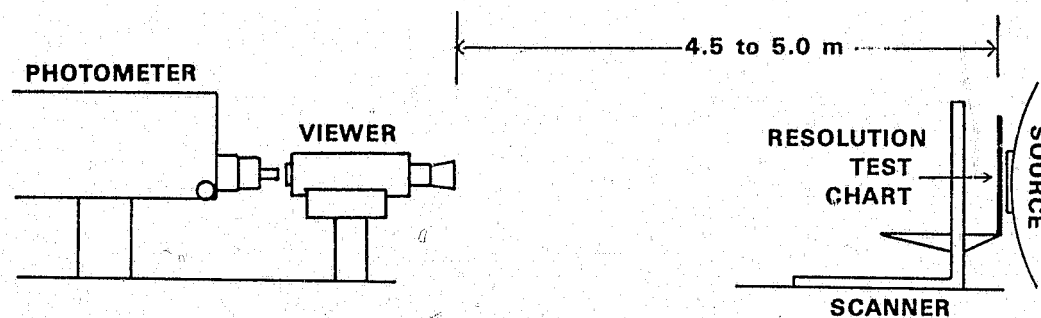 4.5 to 5.0 m
PHOTOMETER
VIEWER
RESOLUTION
TEST
CHART
SOURCE
SCANNER